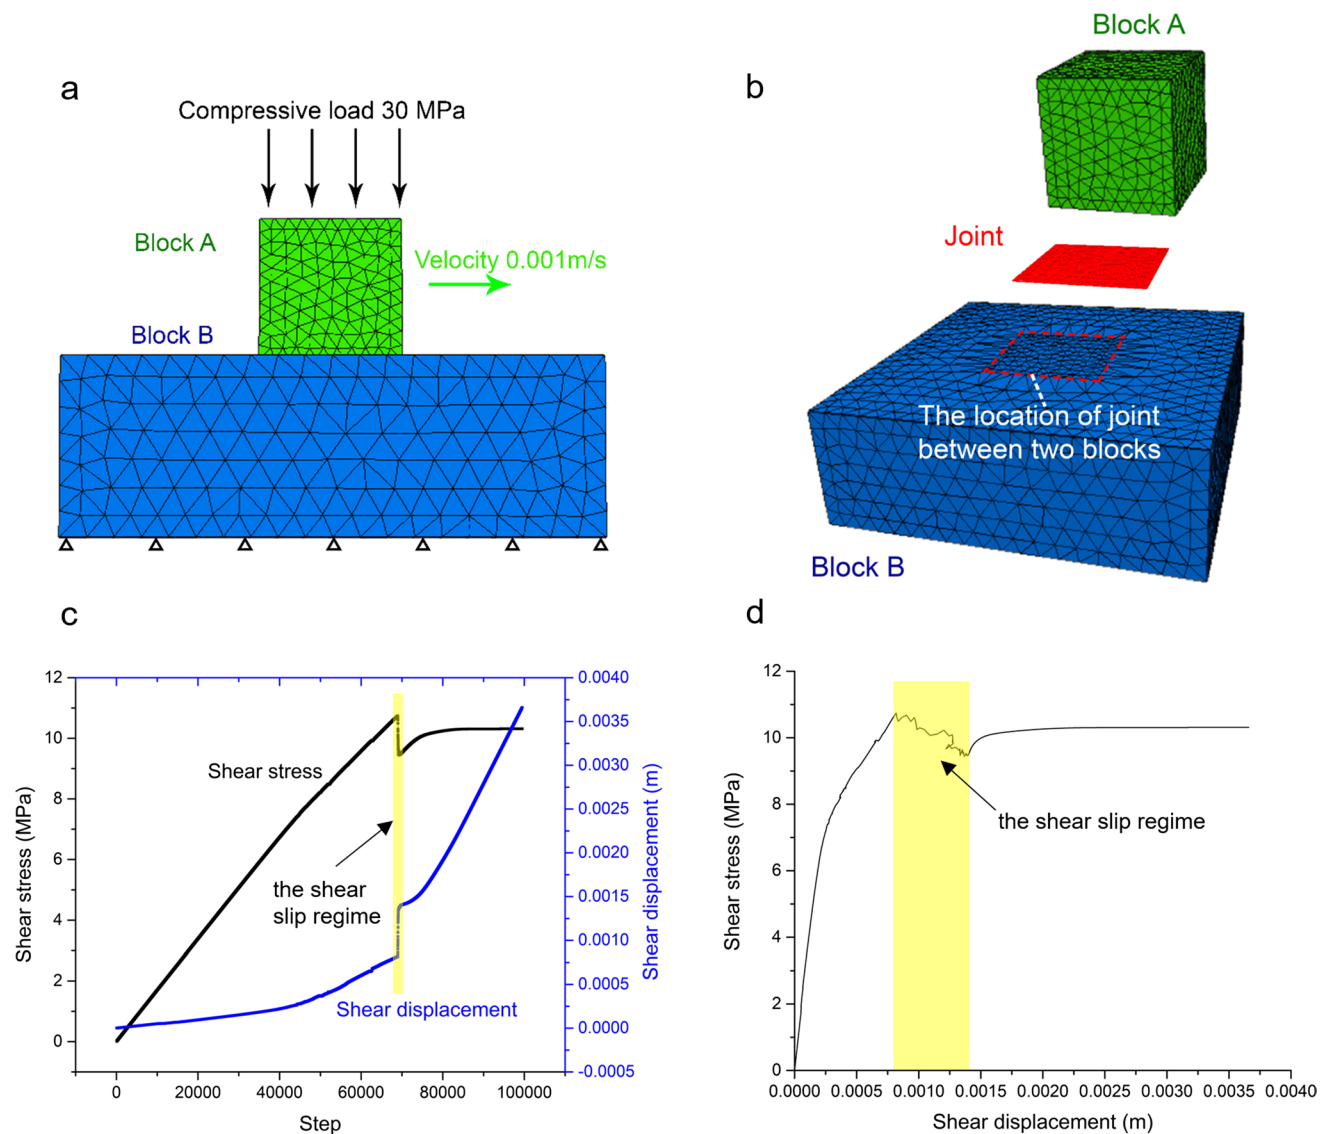 a
Compressive load 30 MPa
Block A
Velocity 0.001m/s
Block B
b
Block A
Joint
The location of joint
between two blocks
Block B
c
12
10
8
6
4
2
0
Shear stress (MPa)
0
20000
40000
60000
80000
100000
Step
0.0040
0.0035
0.0030
0.0025
0.0020
0.0015
0.0010
0.0005
0.0000
-0.0005
Shear displacement (m)
Shear stress
the shear
slip regime
Shear displacement
d
12
10
8
6
4
2
0
Shear stress (MPa)
the shear slip regime
0.0000
0.0005
0.0010
0.0015
0.0020
0.0025
0.0030
0.0035
0.0040
Shear displacement (m)